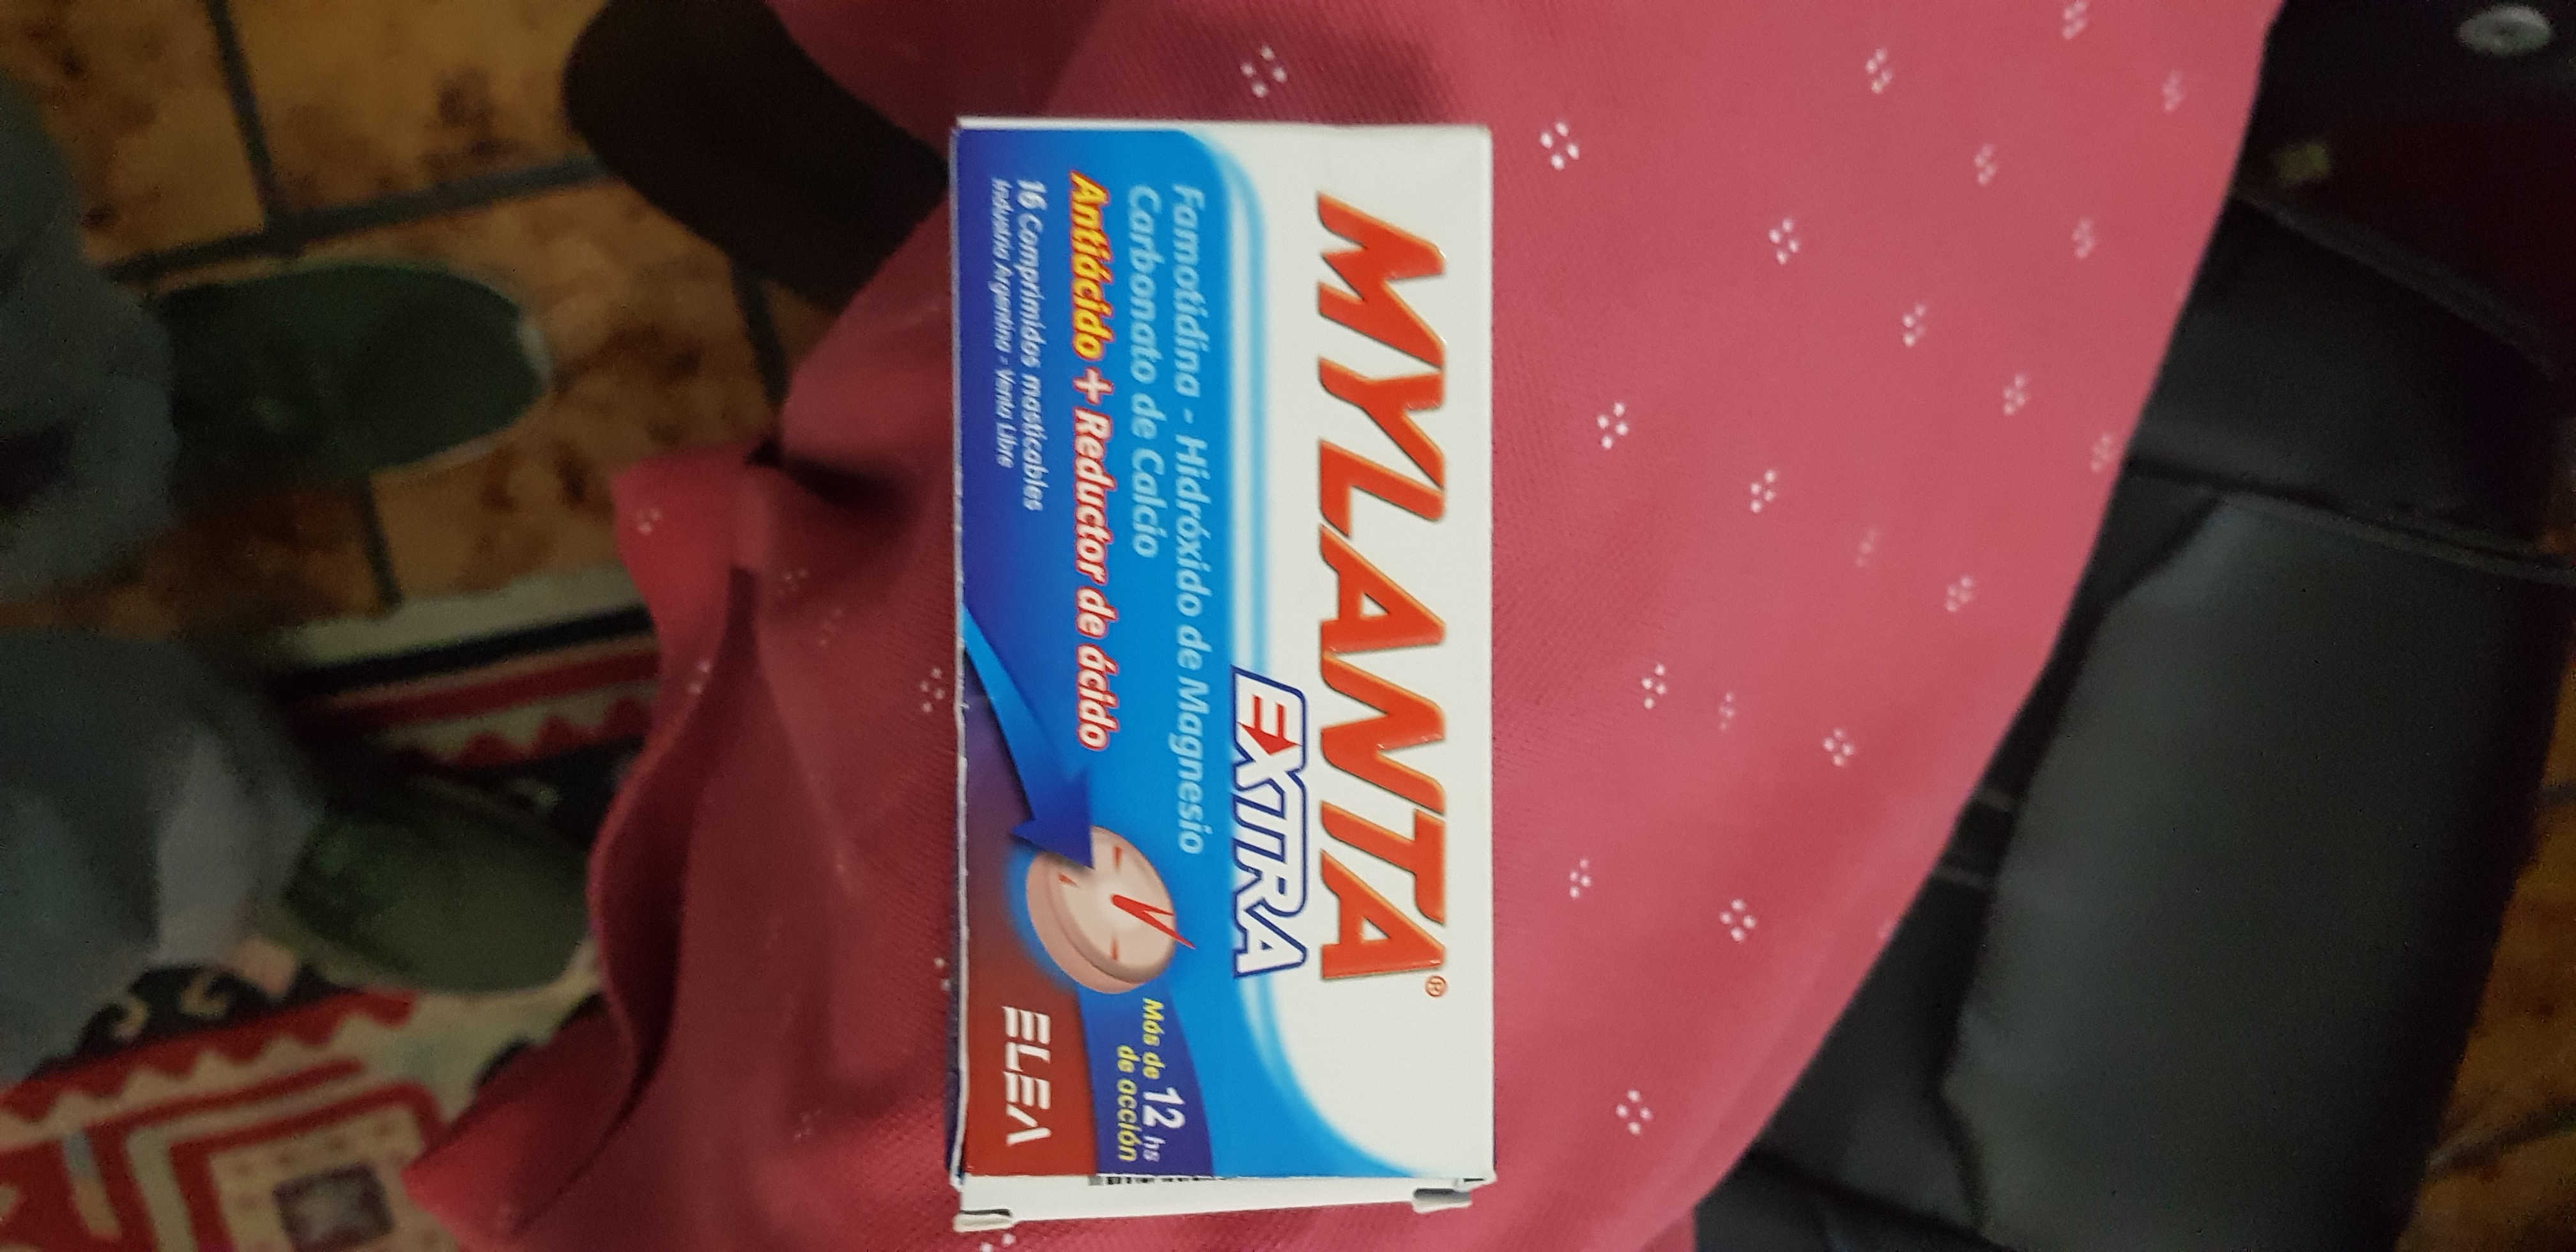 MYLANTA®
EXTRA
Famotidina - Hidróxido de Magnesio
Carbonato de Calcio
Antiácido + Reductor de ácido
16 Comprimidos masticables
Industria Argentina - Venta Libre
Más de 12 hs
de acción
ELEA